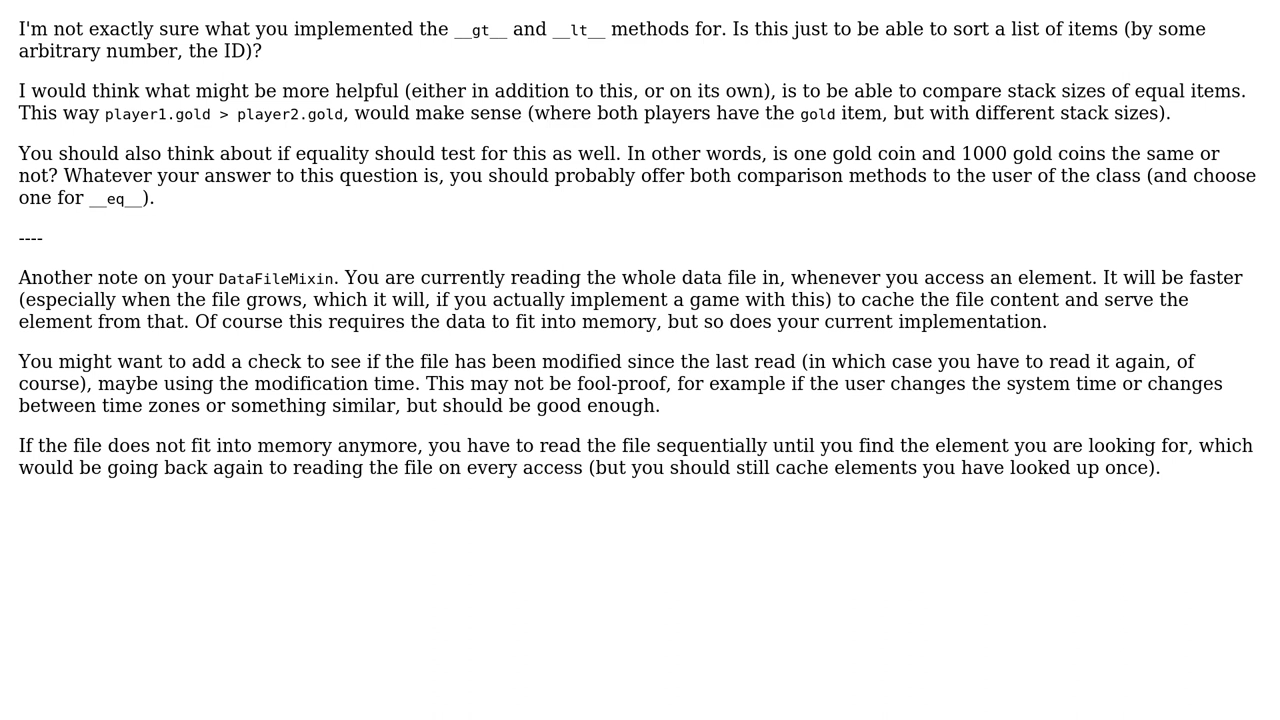 I'm not exactly sure what you implemented the __gt__ and __lt__ methods for. Is this just to be able to sort a list of items (by some
arbitrary number, the ID)?
I would think what might be more helpful (either in addition to this, or on its own), is to be able to compare stack sizes of equal items.
This way player1.gold > player2.gold, would make sense (where both players have the gold item, but with different stack sizes).
You should also think about if equality should test for this as well. In other words, is one gold coin and 1000 gold coins the same or
not? Whatever your answer to this question is, you should probably offer both comparison methods to the user of the class (and choose
one for __eq__).
----
Another note on your DataFileMixin. You are currently reading the whole data file in, whenever you access an element. It will be faster
(especially when the file grows, which it will, if you actually implement a game with this) to cache the file content and serve the
element from that. Of course this requires the data to fit into memory, but so does your current implementation.
You might want to add a check to see if the file has been modified since the last read (in which case you have to read it again, of
course), maybe using the modification time. This may not be fool-proof, for example if the user changes the system time or changes
between time zones or something similar, but should be good enough.
If the file does not fit into memory anymore, you have to read the file sequentially until you find the element you are looking for, which
would be going back again to reading the file on every access (but you should still cache elements you have looked up once).